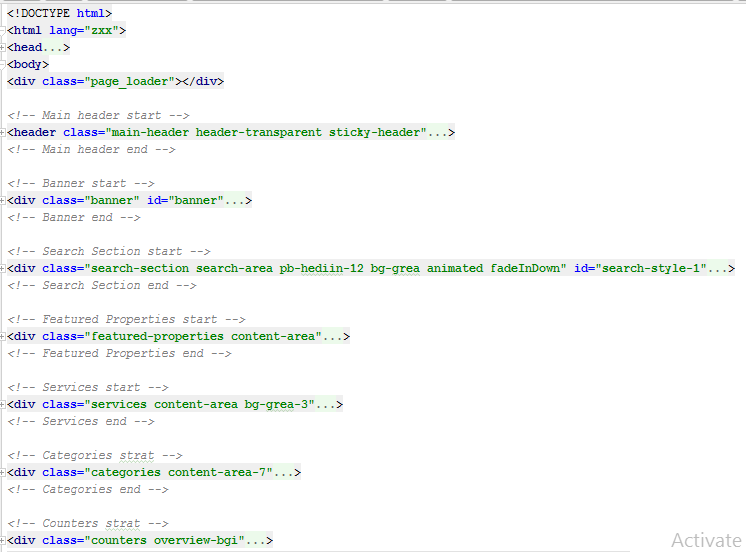 <!DOCTYPE html>
<html lang="zxx">
<head...>
<body>
<div class="page_loader"></div>
<!-- Main header start -->
<header class="main-header header-transparent sticky-header"...>
<!-- Main header end -->
<!-- Banner start -->
<div class="banner" id="banner"...>
<!-- Banner end -->
<!-- Search Section start -->
<div class="search-section search-area pb-hediin-12 bg-grea animated fadeInDown" id="search-style-1"...>
<!-- Search Section end -->
<!-- Featured Properties start -->
<div class="featured-properties content-area"...>
<!-- Featured Properties end -->
<!-- Services start -->
<div class="services content-area bg-grea-3"...>
<!-- Services end -->
<!-- Categories strat -->
<div class="categories content-area-7"...>
<!-- Categories end -->
<!-- Counters strat -->
<div class="counters overview-bgi"...>
Activate